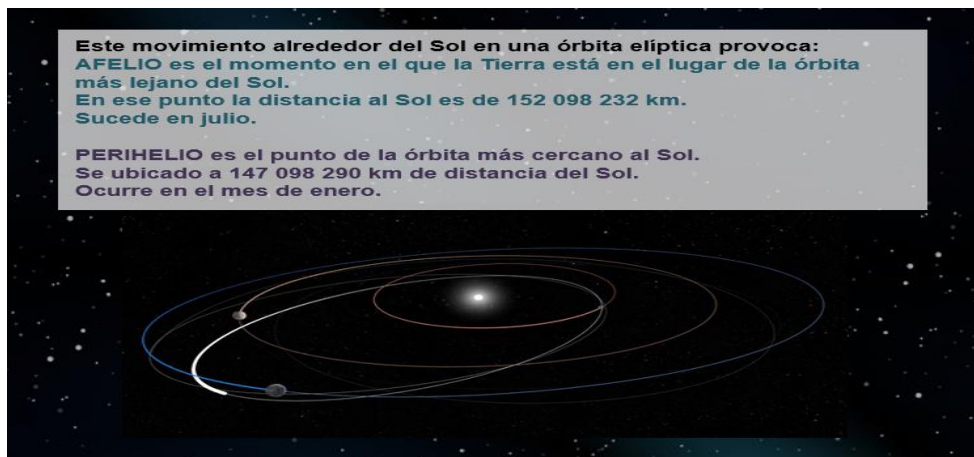 Este movimiento alrededor del Sol en una órbita elíptica provoca:
AFELIO es el momento en el que la Tierra está en el lugar de la órbita
más lejano del Sol.
En ese punto la distancia al Sol es de 152 098 232 km.
Sucede en julio.
PERIHELIO es el punto de la órbita más cercano al Sol.
Se ubicado a 147 098 290 km de distancia del Sol.
Ocurre en el mes de enero.